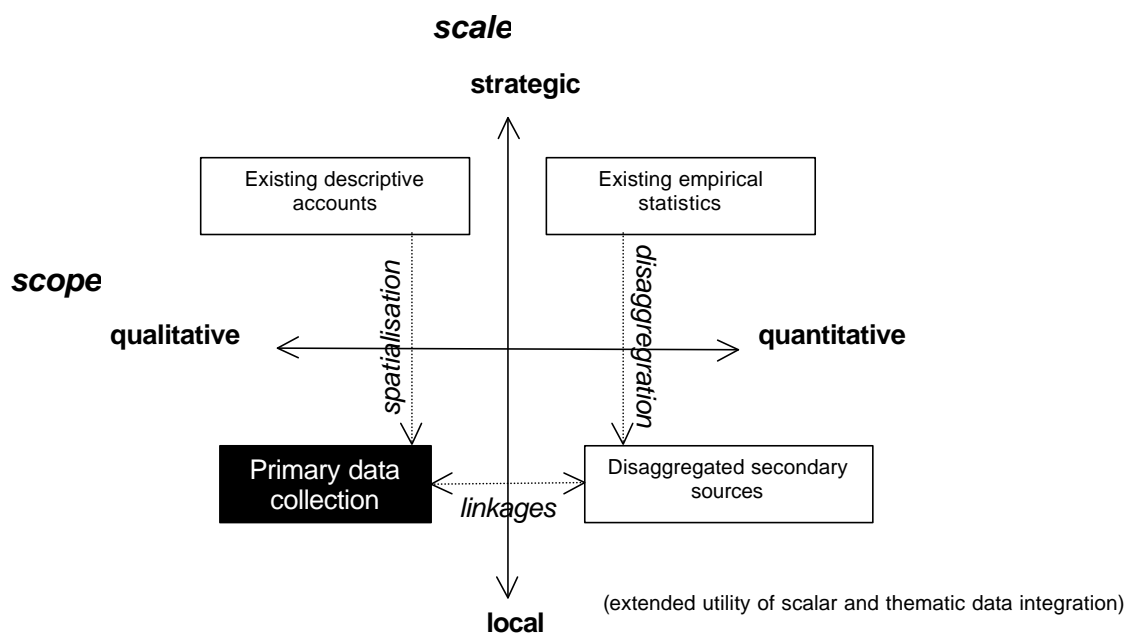 scale
strategic
Existing descriptive
accounts
Existing empirical
statistics
scope
spatialisation
disaggregration
qualitative
quantitative
Primary data
collection
linkages
Disaggregated secondary
sources
local
(extended utility of scalar and thematic data integration)